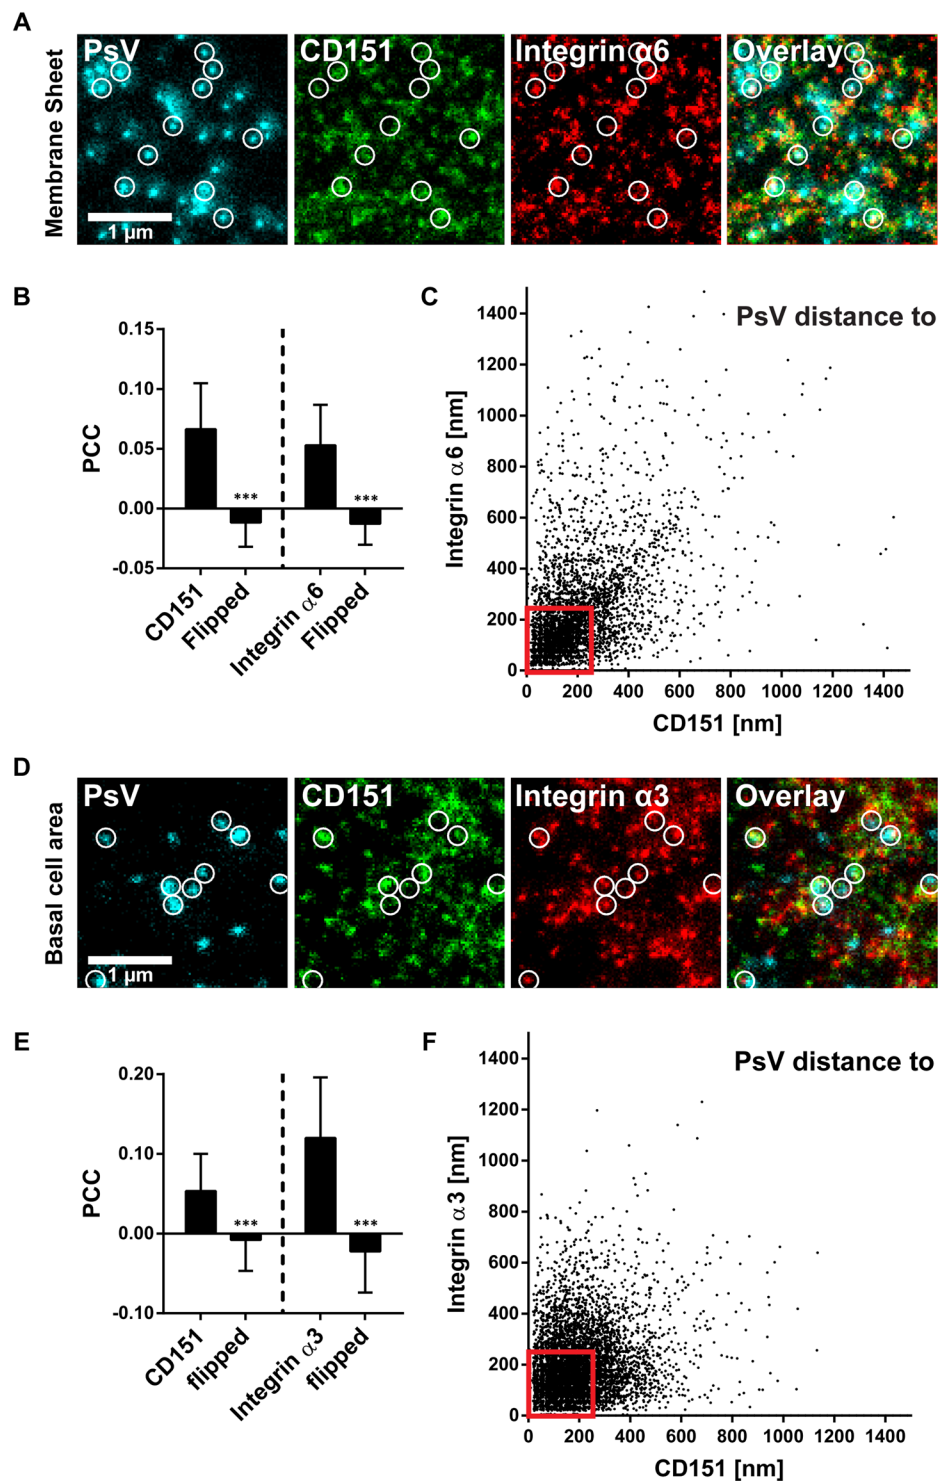 A
Membrane Sheet
PsV
CD151
Integrin α6
Overlay
1 µm
B
PCC
0.15
0.10
0.05
0.00
-0.05
***
***
CD151
Flipped
Integrin α6
Flipped
C
PsV distance to
Integrin α6 [nm]
1400
1200
1000
800
600
400
200
0
0 200 400 600 800 1000 1200 1400
CD151 [nm]
D
Basal cell area
PsV
CD151
Integrin α3
Overlay
1 µm
E
PCC
0.20
0.10
0.00
-0.10
***
***
CD151
flipped
Integrin α3
flipped
F
PsV distance to
Integrin α3 [nm]
1400
1200
1000
800
600
400
200
0
0 200 400 600 800 1000 1200 1400
CD151 [nm]